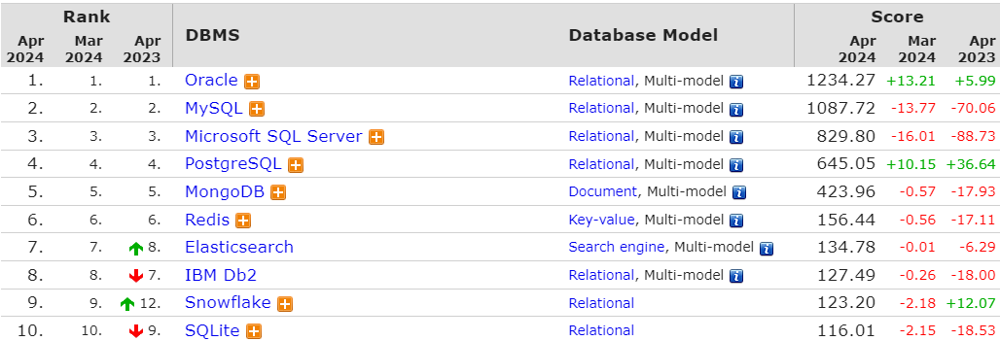 Rank DBMS Database Model Score
Apr 2024 Mar 2024 Apr 2023 Apr 2024 Mar 2024 Apr 2023
1. 1. 1. Oracle Relational, Multi-model 1234.27 +13.21 +5.99
2. 2. 2. MySQL Relational, Multi-model 1087.72 -13.77 -70.06
3. 3. 3. Microsoft SQL Server Relational, Multi-model 829.80 -16.01 -88.73
4. 4. 4. PostgreSQL Relational, Multi-model 645.05 +10.15 +36.64
5. 5. 5. MongoDB Document, Multi-model 423.96 -0.57 -17.93
6. 6. 6. Redis Key-value, Multi-model 156.44 -0.56 -17.11
7. 7. 8. Elasticsearch Search engine, Multi-model 134.78 -0.01 -6.29
8. 8. 7. IBM Db2 Relational, Multi-model 127.49 -0.26 -18.00
9. 9. 12. Snowflake Relational 123.20 -2.18 +12.07
10. 10. 9. SQLite Relational 116.01 -2.15 -18.53